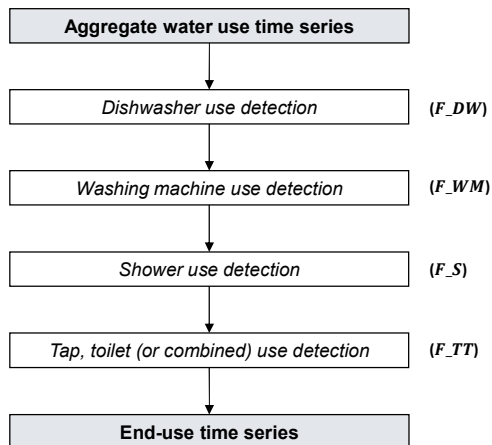 Aggregate water use time series
Dishwasher use detection (F_DW)
Washing machine use detection (F_WM)
Shower use detection (F_S)
Tap, toilet (or combined) use detection (F_TT)
End-use time series